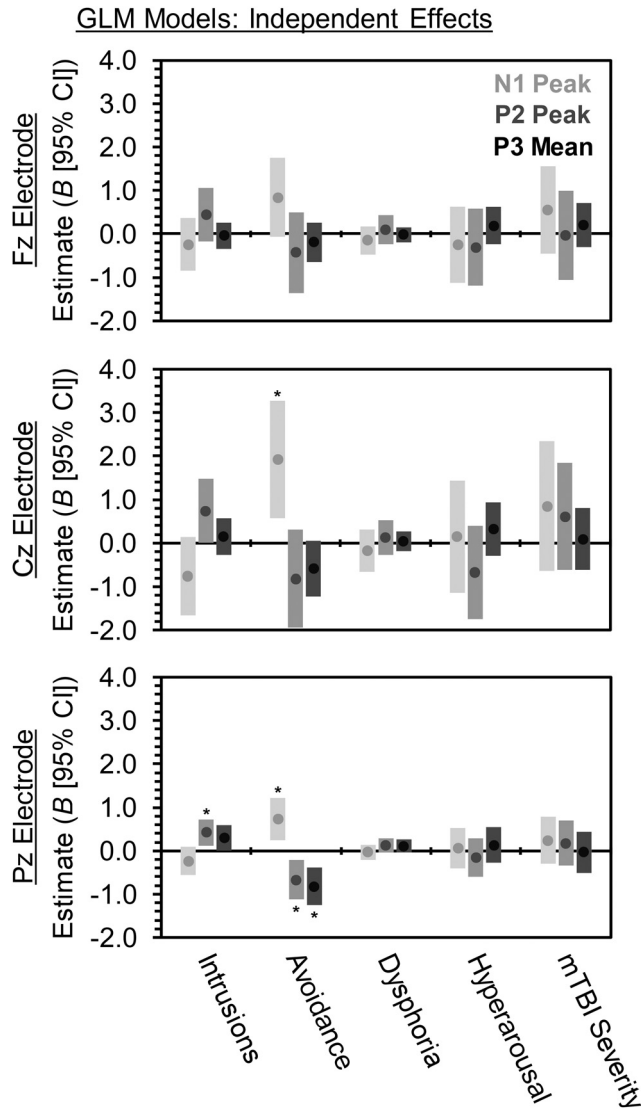 GLM Models: Independent Effects
Fz Electrode
Estimate (B [95% CI])
4.0
3.0
2.0
1.0
0.0
-1.0
-2.0
N1 Peak
P2 Peak
P3 Mean
Cz Electrode
Estimate (B [95% CI])
4.0
3.0
2.0
1.0
0.0
-1.0
-2.0
*
Pz Electrode
Estimate (B [95% CI])
4.0
3.0
2.0
1.0
0.0
-1.0
-2.0
*
*
*
*
Intrusions
Avoidance
Dysphoria
Hyperarousal
mTBI Severity